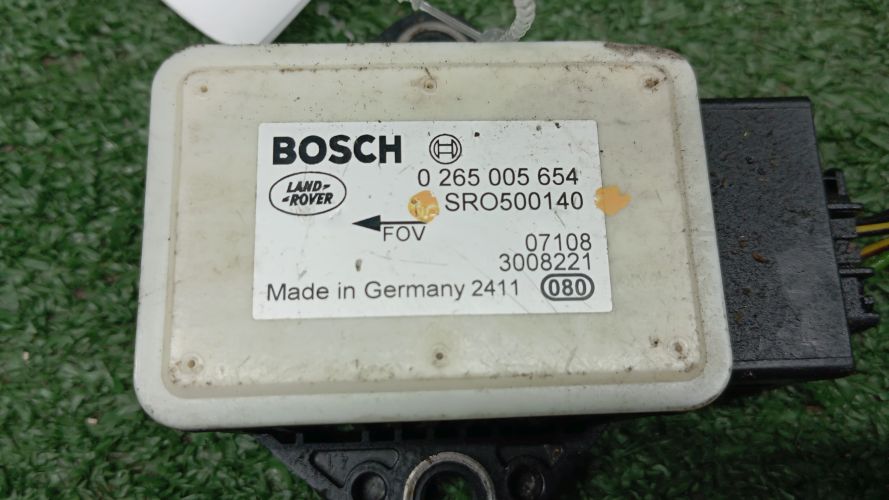 BOSCH
0 265 005 654
LAND-
-ROVER
SRO500140
FOV
07108
3008221
Made in Germany 2411 080